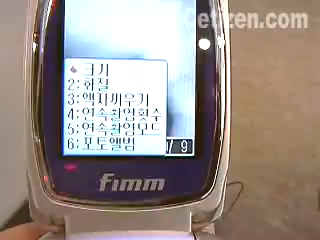 cetizen.com
크기
2:화질
3:액자씌우기
4:연속촬영횟수
5:연속촬영모드
6:포토앨범
/ 9
fimm